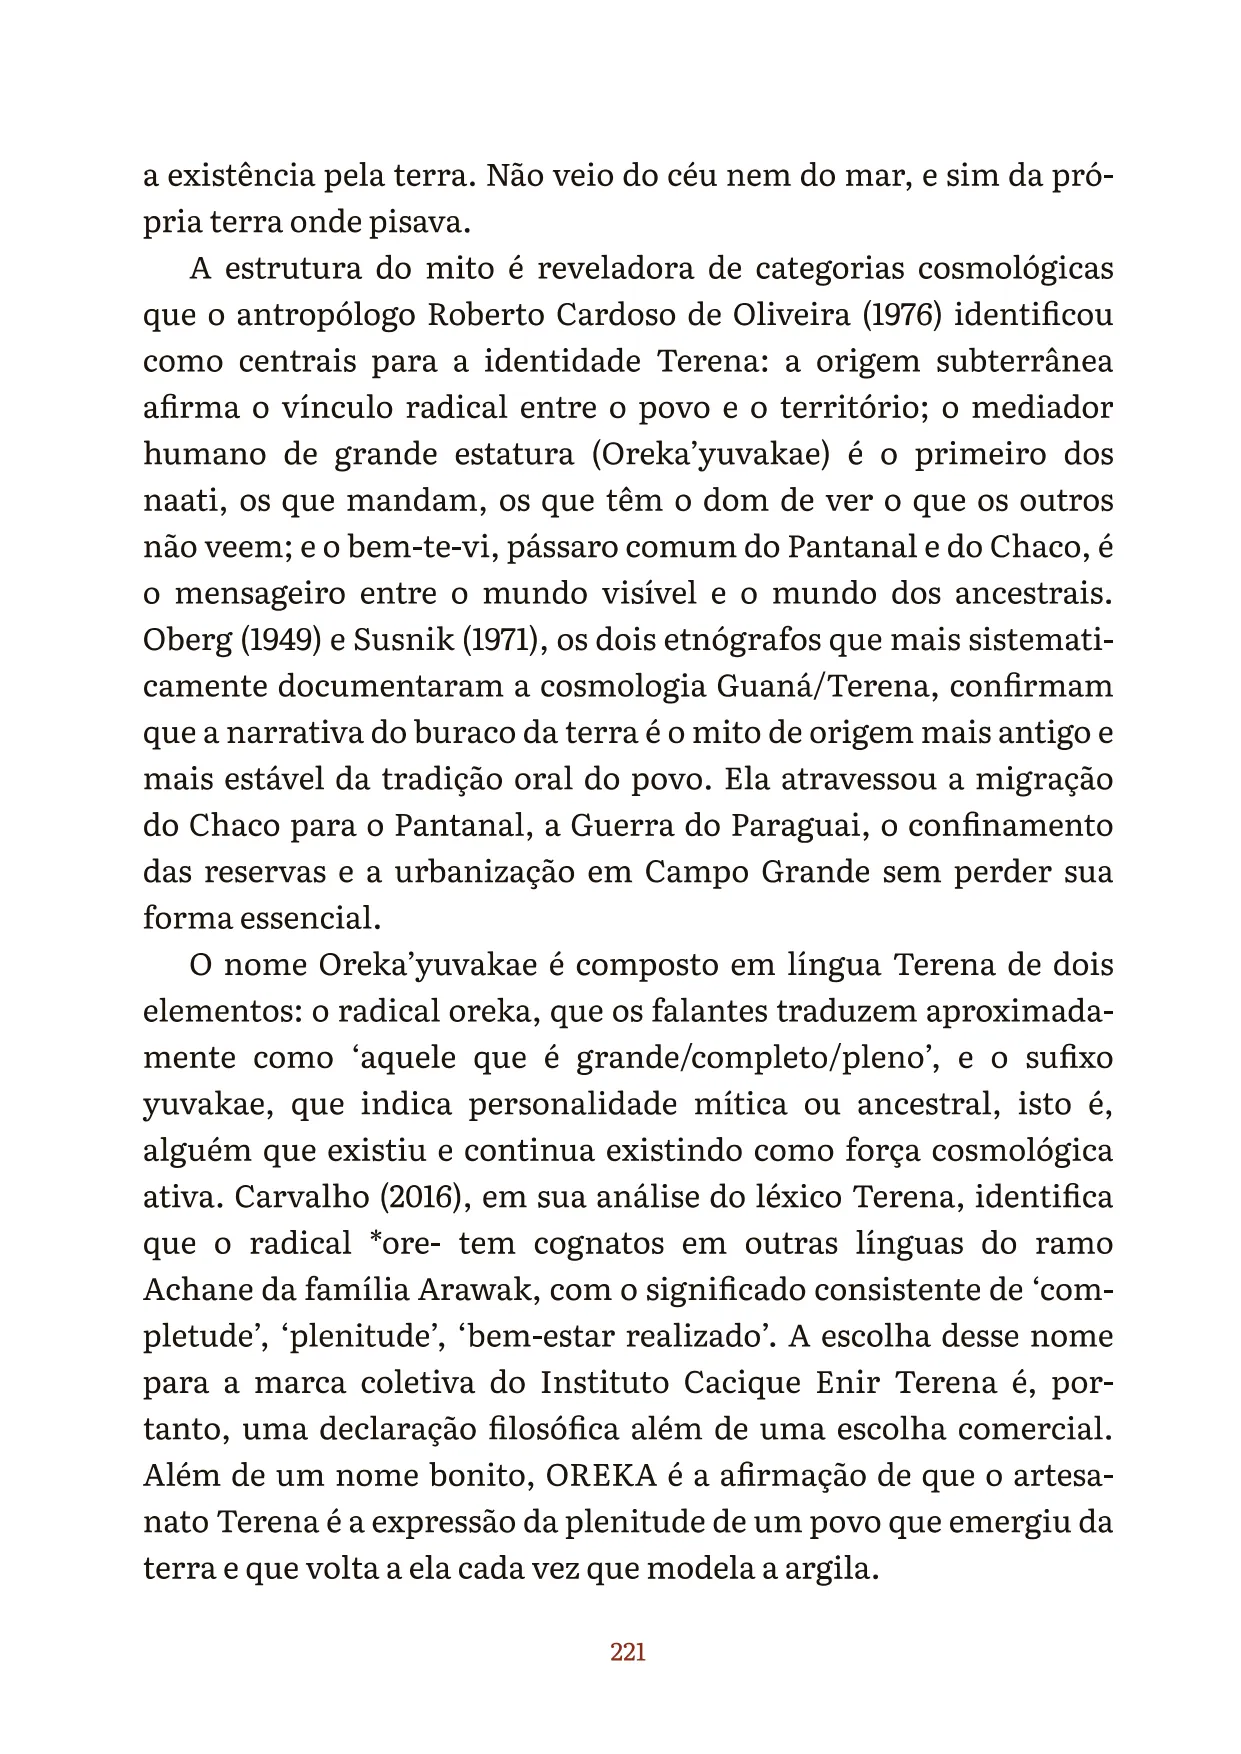 a existência pela terra. Não veio do céu nem do mar, e sim da pró-
pria terra onde pisava.
A estrutura do mito é reveladora de categorias cosmológicas
que o antropólogo Roberto Cardoso de Oliveira (1976) identificou
como centrais para a identidade Terena: a origem subterrânea
afirma o vínculo radical entre o povo e o território; o mediador
humano de grande estatura (Oreka’yuvakae) é o primeiro dos
naati, os que mandam, os que têm o dom de ver o que os outros
não veem; e o bem-te-vi, pássaro comum do Pantanal e do Chaco, é
o mensageiro entre o mundo visível e o mundo dos ancestrais.
Oberg (1949) e Susnik (1971), os dois etnógrafos que mais sistemati-
camente documentaram a cosmologia Guaná/Terena, confirmam
que a narrativa do buraco da terra é o mito de origem mais antigo e
mais estável da tradição oral do povo. Ela atravessou a migração
do Chaco para o Pantanal, a Guerra do Paraguai, o confinamento
das reservas e a urbanização em Campo Grande sem perder sua
forma essencial.
O nome Oreka’yuvakae é composto em língua Terena de dois
elementos: o radical oreka, que os falantes traduzem aproximada-
mente como ‘aquele que é grande/completo/pleno’, e o sufixo
yuvakae, que indica personalidade mítica ou ancestral, isto é,
alguém que existiu e continua existindo como força cosmológica
ativa. Carvalho (2016), em sua análise do léxico Terena, identifica
que o radical *ore- tem cognatos em outras línguas do ramo
Achane da família Arawak, com o significado consistente de ‘com-
pletude’, ‘plenitude’, ‘bem-estar realizado’. A escolha desse nome
para a marca coletiva do Instituto Cacique Enir Terena é, por-
tanto, uma declaração filosófica além de uma escolha comercial.
Além de um nome bonito, OREKA é a afirmação de que o artesa-
nato Terena é a expressão da plenitude de um povo que emergiu da
terra e que volta a ela cada vez que modela a argila.
221